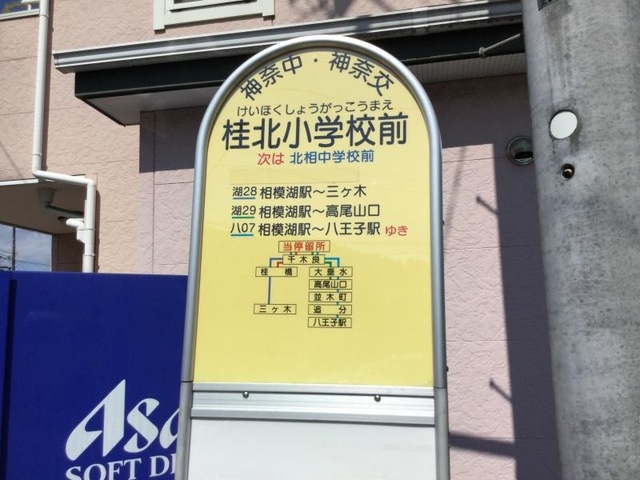 神奈中・神奈交
けいほくしょうがっこうまえ
桂北小学校前
次は 北相中学校前
湖28 相模湖駅～三ヶ木
湖29 相模湖駅～高尾山口
八07 相模湖駅～八王子駅 ゆき
当停留所
千木良
桂橋 大垂水
高尾山口
並木町
三ヶ木 追分
八王子駅
Asa
SOFT DR